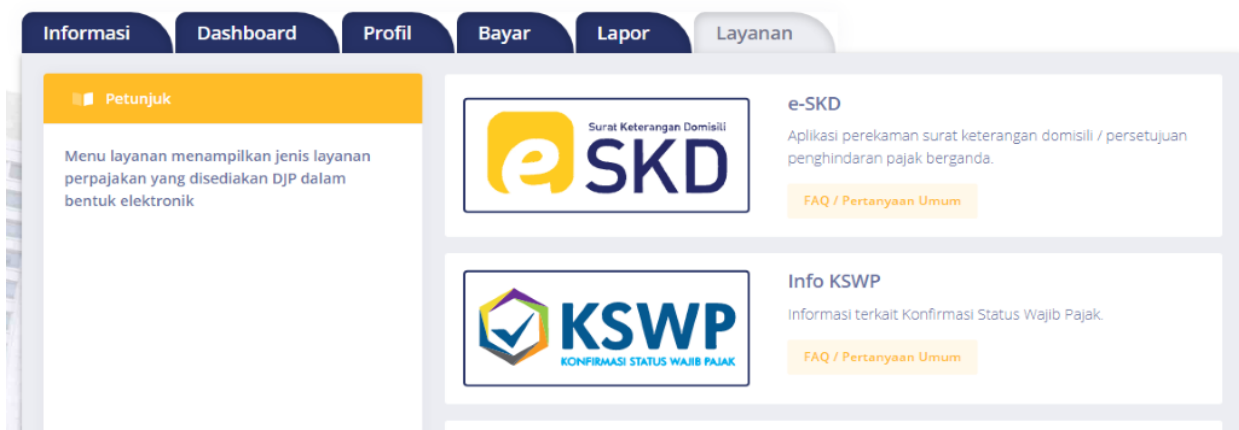 Informasi
Dashboard
Profil
Bayar
Lapor
Layanan
Petunjuk
Menu layanan menampilkan jenis layanan
perpajakan yang disediakan DJP dalam
bentuk elektronik
Surat Keterangan Domisili
e SKD
e-SKD
Aplikasi perekaman surat keterangan domisili / persetujuan
penghindaran pajak berganda.
FAQ / Pertanyaan Umum
KSWP
KONFIRMASI STATUS WAJIB PAJAK
Info KSWP
Informasi terkait Konfirmasi Status Wajib Pajak.
FAQ / Pertanyaan Umum